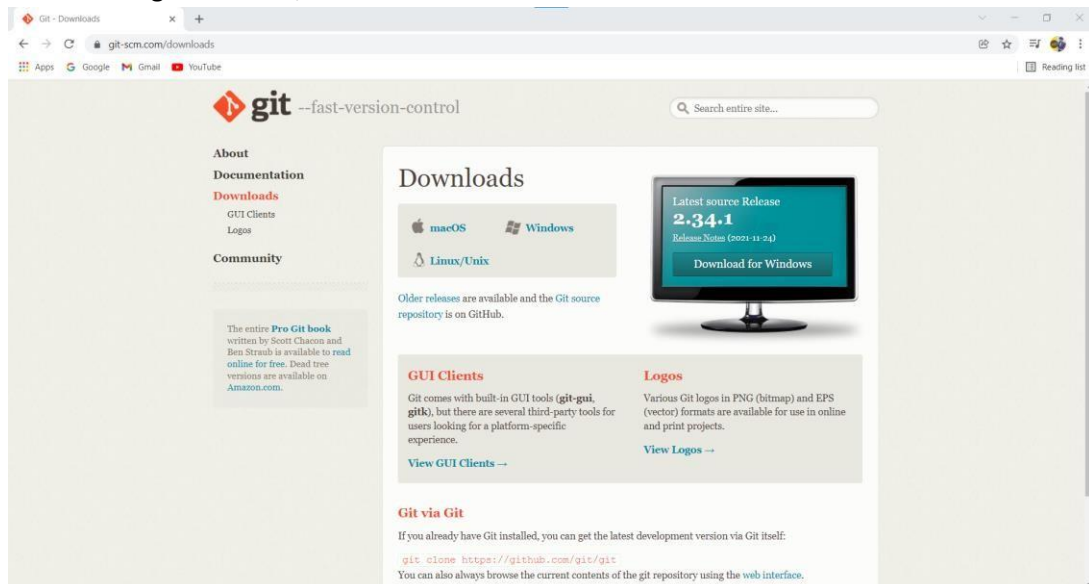 Git - Downloads
git-scm.com/downloads
Apps Google Gmail YouTube Reading list
git --fast-version-control
Search entire site...
About
Documentation
Downloads
GUI Clients
Logos
Community
The entire Pro Git book
written by Scott Chacon and
Ben Straub is available to read
online for free. Dead tree
versions are available on
Amazon.com.
Downloads
macOS Windows
Linux/Unix
Older releases are available and the Git source
repository is on GitHub.
Latest source Release
2.34.1
Release Notes (2021-11-24)
Download for Windows
GUI Clients
Git comes with built-in GUI tools (git-gui,
gitk), but there are several third-party tools for
users looking for a platform-specific
experience.
View GUI Clients →
Logos
Various Git logos in PNG (bitmap) and EPS
(vector) formats are available for use in online
and print projects.
View Logos →
Git via Git
If you already have Git installed, you can get the latest development version via Git itself:
git clone https://github.com/git/git
You can also always browse the current contents of the git repository using the web interface.